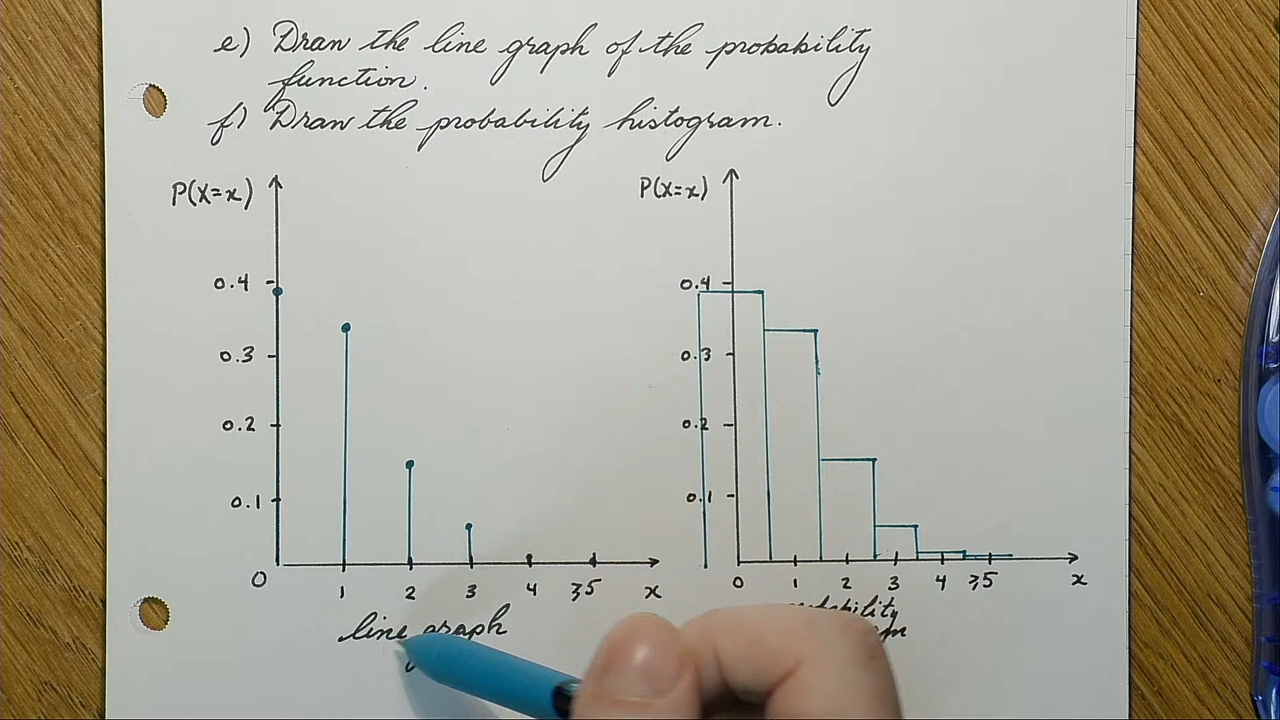 e) Draw the line graph of the probability
function.
f) Draw the probability histogram.
P(X=x)
0.4
0.3
0.2
0.1
0 1 2 3 4 ≥5 x
line graph
P(X=x)
0.4
0.3
0.2
0.1
0 1 2 3 4 ≥5 x